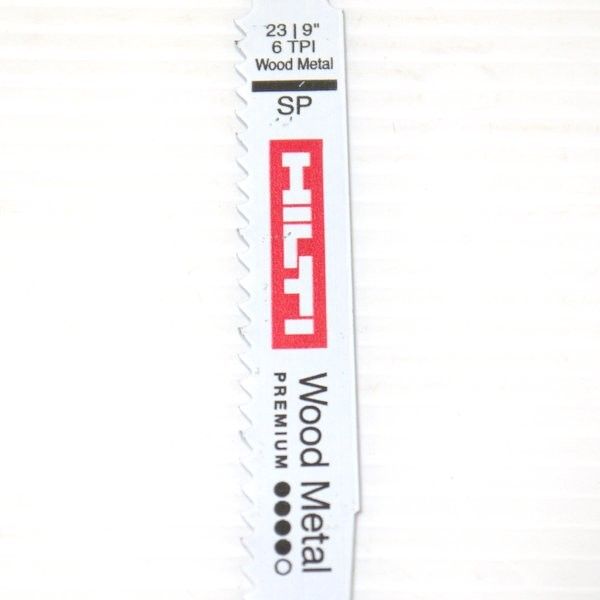 23 | 9"
6 TPI
Wood Metal
SP
HILTI
Wood Metal
PREMIUM